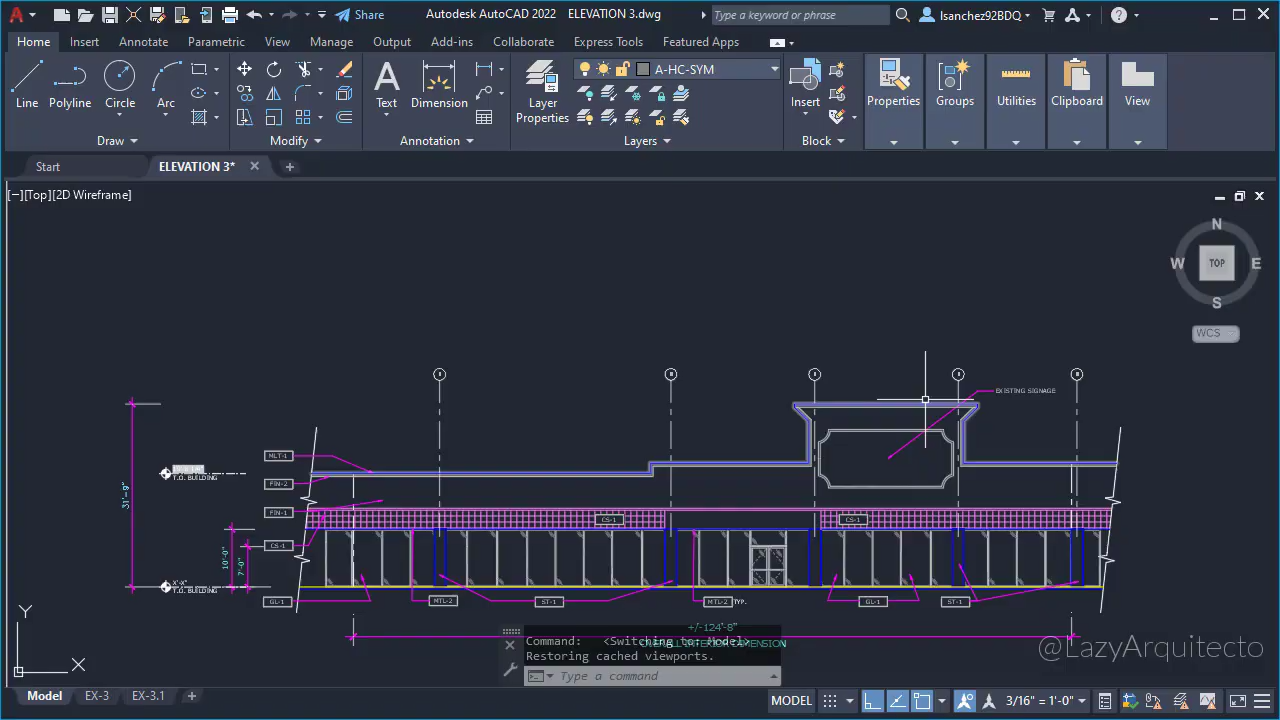 Share
Autodesk AutoCAD 2022 ELEVATION 3.dwg
Type a keyword or phrase
lsanchez92BDQ
Home Insert Annotate Parametric View Manage Output Add-ins Collaborate Express Tools Featured Apps
Line Polyline Circle Arc
Text Dimension
Layer Properties
A-HC-SYM
Insert
Properties Groups Utilities Clipboard View
Draw Modify Annotation Layers Block
Start ELEVATION 3*
[−][Top][2D Wireframe]
N
W TOP E
S
WCS
EXISTING SIGNAGE
MLT-1
T.O. BUILDING
FIN-2
31'-9"
FIN-1
CS-1 CS-1
CS-1
10'-0"
7'-0"
X'-X"
T.O. BUILDING
GL-1 MTL-2 ST-1 MTL-2 TYP. GL-1 ST-1
+/-124'-8"
OVERALL INTERIOR DIMENSION
Command: <Switching to: Model>
Restoring cached viewports.
Type a command
@LazyArquitecto
Y
X
Model EX-3 EX-3.1
MODEL 3/16" = 1'-0"